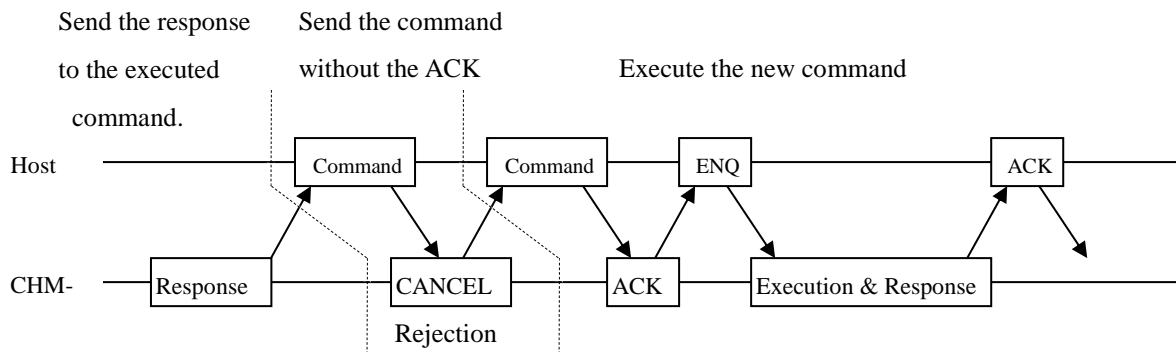 Send the response
to the executed
command.
Send the command
without the ACK
Execute the new command
Host
Command
Command
ENQ
ACK
CHM-
Response
CANCEL
ACK
Execution & Response
Rejection